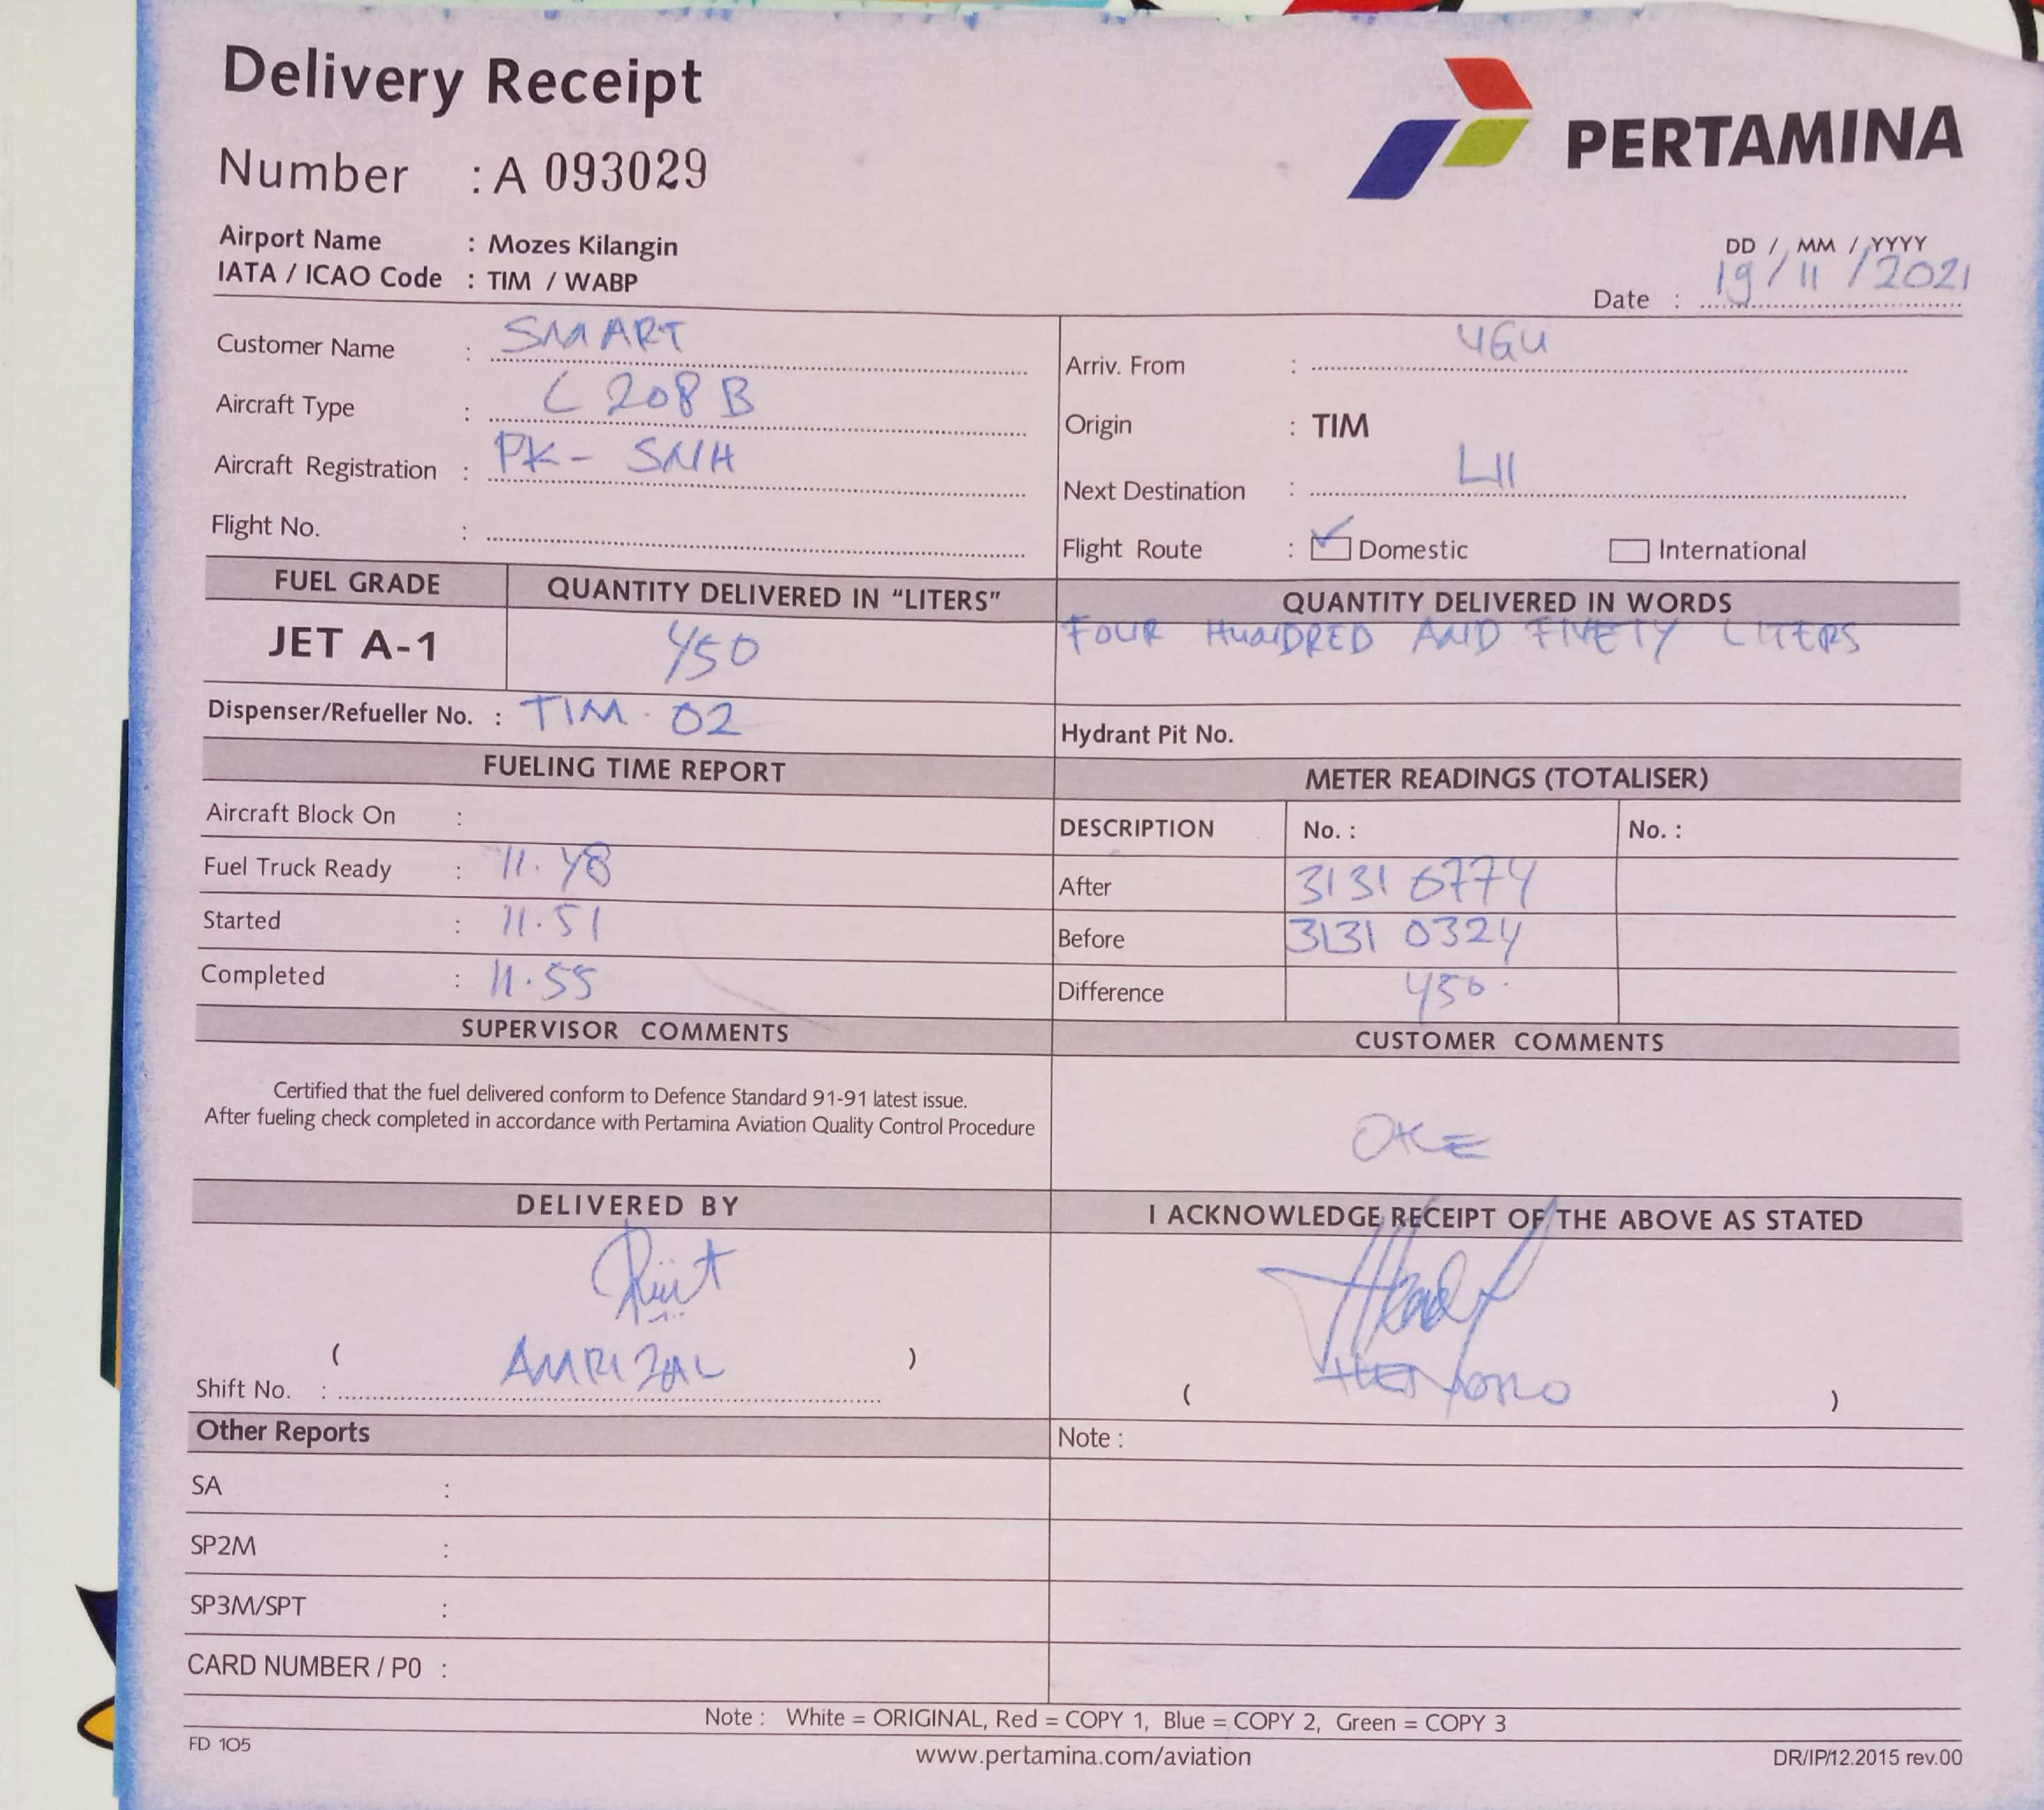 Delivery Receipt
PERTAMINA
Number : A 093029
Airport Name : Mozes Kilangin
IATA / ICAO Code : TIM / WABP
DD / MM / YYYY
Date : 19 / 11 / 2021
Customer Name : SMART
Aircraft Type : C 208 B
Aircraft Registration : PK - SNH
Flight No. :
Arriv. From : UGU
Origin : TIM
Next Destination : LII
Flight Route : Domestic International
FUEL GRADE QUANTITY DELIVERED IN "LITERS" QUANTITY DELIVERED IN WORDS
JET A-1 450 FOUR HUNDRED AND FIVETY LITERS
Dispenser/Refueller No. : TIM - 02
Hydrant Pit No.
FUELING TIME REPORT
Aircraft Block On :
Fuel Truck Ready : 11.48
Started : 11.51
Completed : 11.55
METER READINGS (TOTALISER)
DESCRIPTION No. : No. :
After 3131 6774
Before 3131 0324
Difference 450
SUPERVISOR COMMENTS
Certified that the fuel delivered conform to Defence Standard 91-91 latest issue.
After fueling check completed in accordance with Pertamina Aviation Quality Control Procedure
CUSTOMER COMMENTS
OKE
DELIVERED BY
( AMRIZAL )
Shift No. :
I ACKNOWLEDGE RECEIPT OF THE ABOVE AS STATED
( )
Other Reports
SA :
SP2M :
SP3M/SPT :
CARD NUMBER / P0 :
Note :
Note : White = ORIGINAL, Red = COPY 1, Blue = COPY 2, Green = COPY 3
FD 105
www.pertamina.com/aviation
DR/IP/12.2015 rev.00